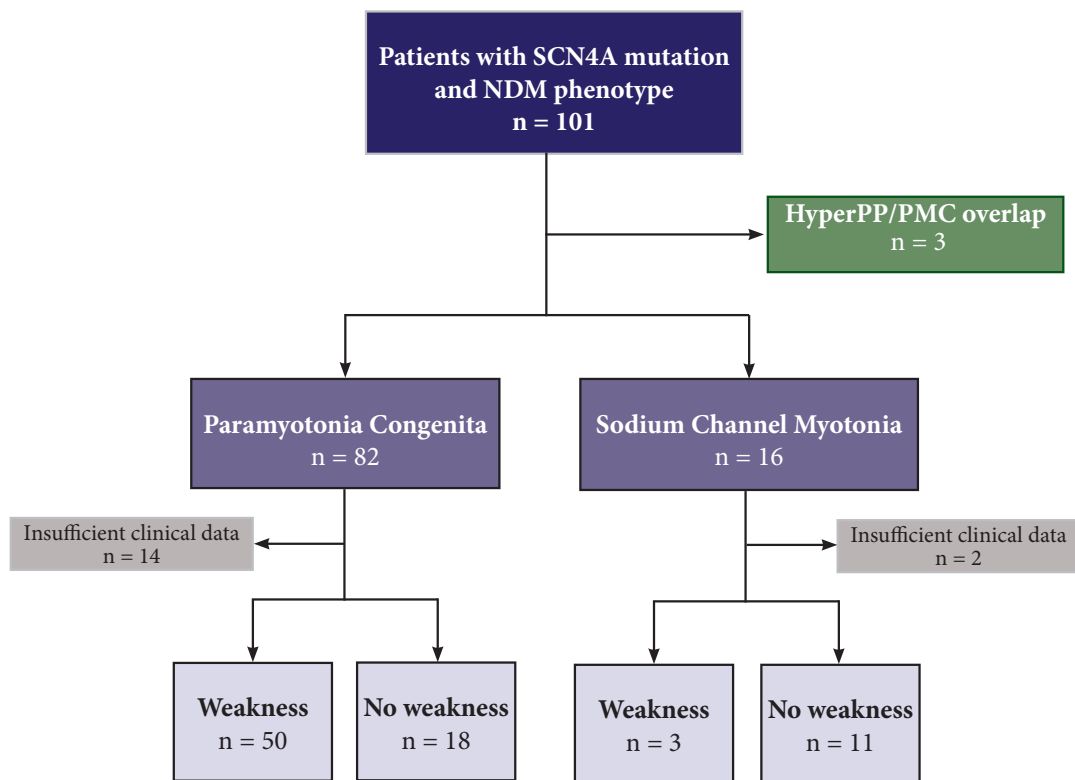 Patients with SCN4A mutation
and NDM phenotype
n = 101
HyperPP/PMC overlap
n = 3
Paramyotonia Congenita
n = 82
Sodium Channel Myotonia
n = 16
Insufficient clinical data
n = 14
Insufficient clinical data
n = 2
Weakness
n = 50
No weakness
n = 18
Weakness
n = 3
No weakness
n = 11